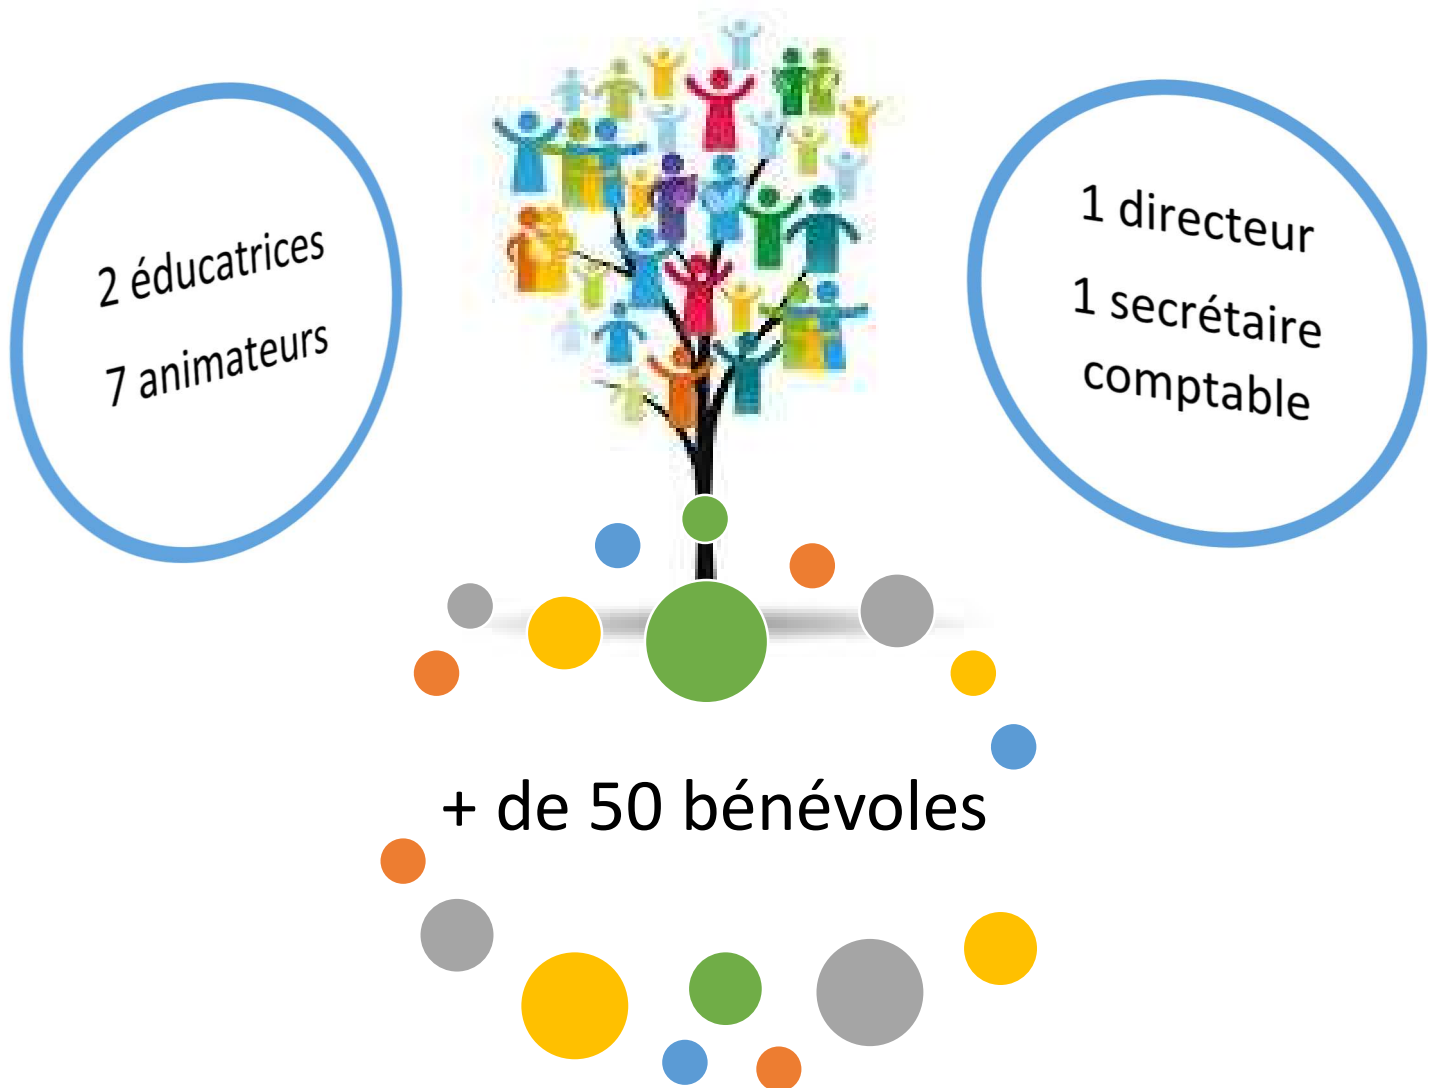 2 éducatrices
7 animateurs
1 directeur
1 secrétaire
comptable
+ de 50 bénévoles